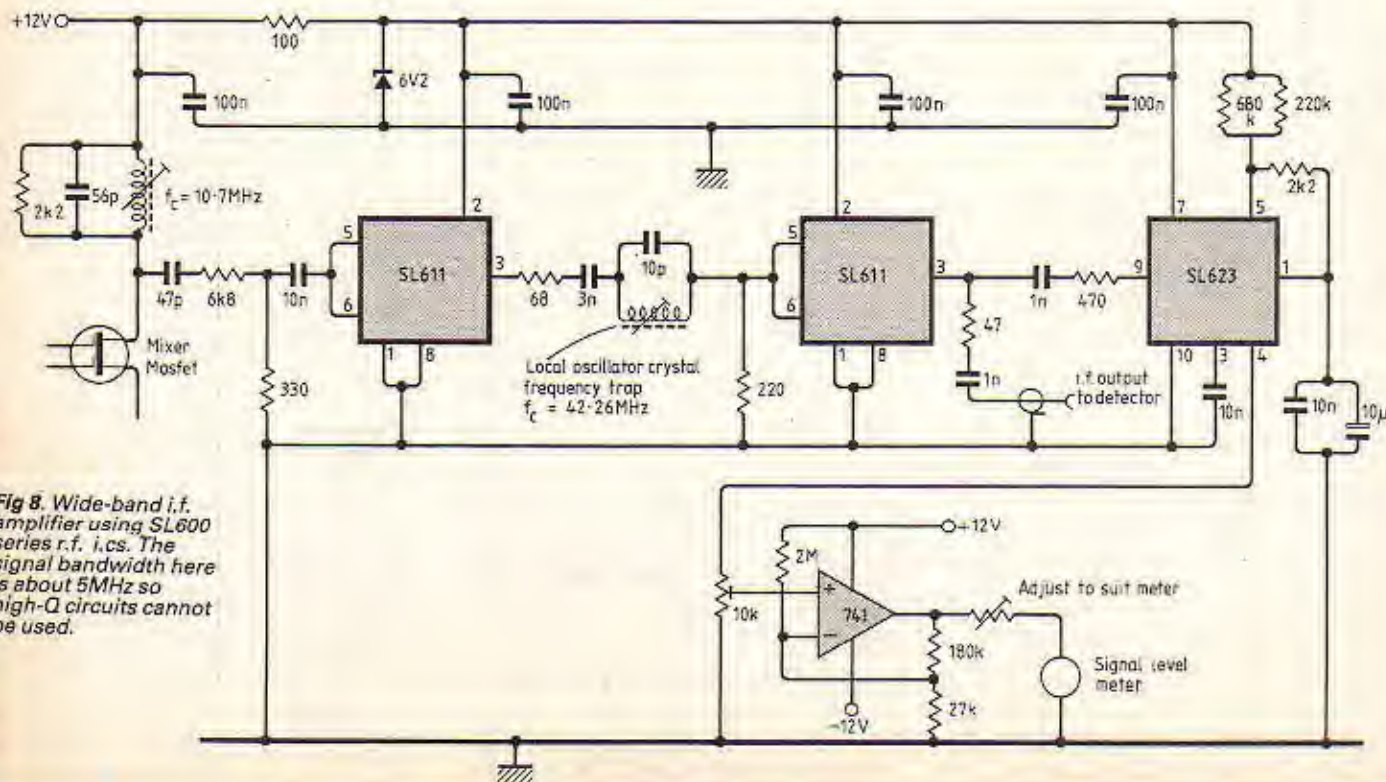 +12V
100
6V2
100n
100n
100n
100n
680
k
220k
2k2
56p
2k2
f_c = 10·7MHz
47p
6k8
10n
5
6
2
SL611
3
1
8
68
3n
10p
Local oscillator crystal
frequency trap
f_c = 42·26MHz
5
6
2
SL611
3
1
8
1n
470
7
5
9
SL623
1
10
3
4
Mixer
Mosfet
330
220
47
1n
r.f. output
to detector
10n
10n
10μ
Fig 8. Wide-band i.f.
amplifier using SL600
series r.f. i.cs. The
signal bandwidth here
is about 5MHz so
high-Q circuits cannot
be used.
+12V
2M
10k
+
−
741
−12V
180k
27k
Adjust to suit meter
Signal level
meter